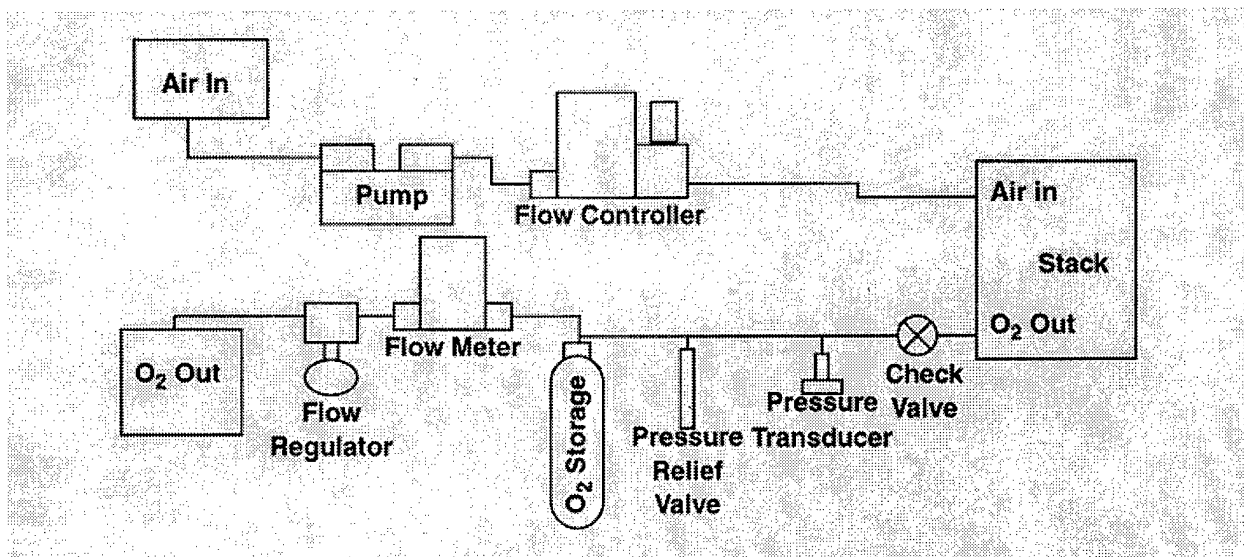 Air In
Pump
Flow Controller
Air in
Stack
O₂ Out
Check
Valve
Pressure
Transducer
Pressure
Relief
Valve
O₂ Storage
Flow Meter
Flow
Regulator
O₂ Out